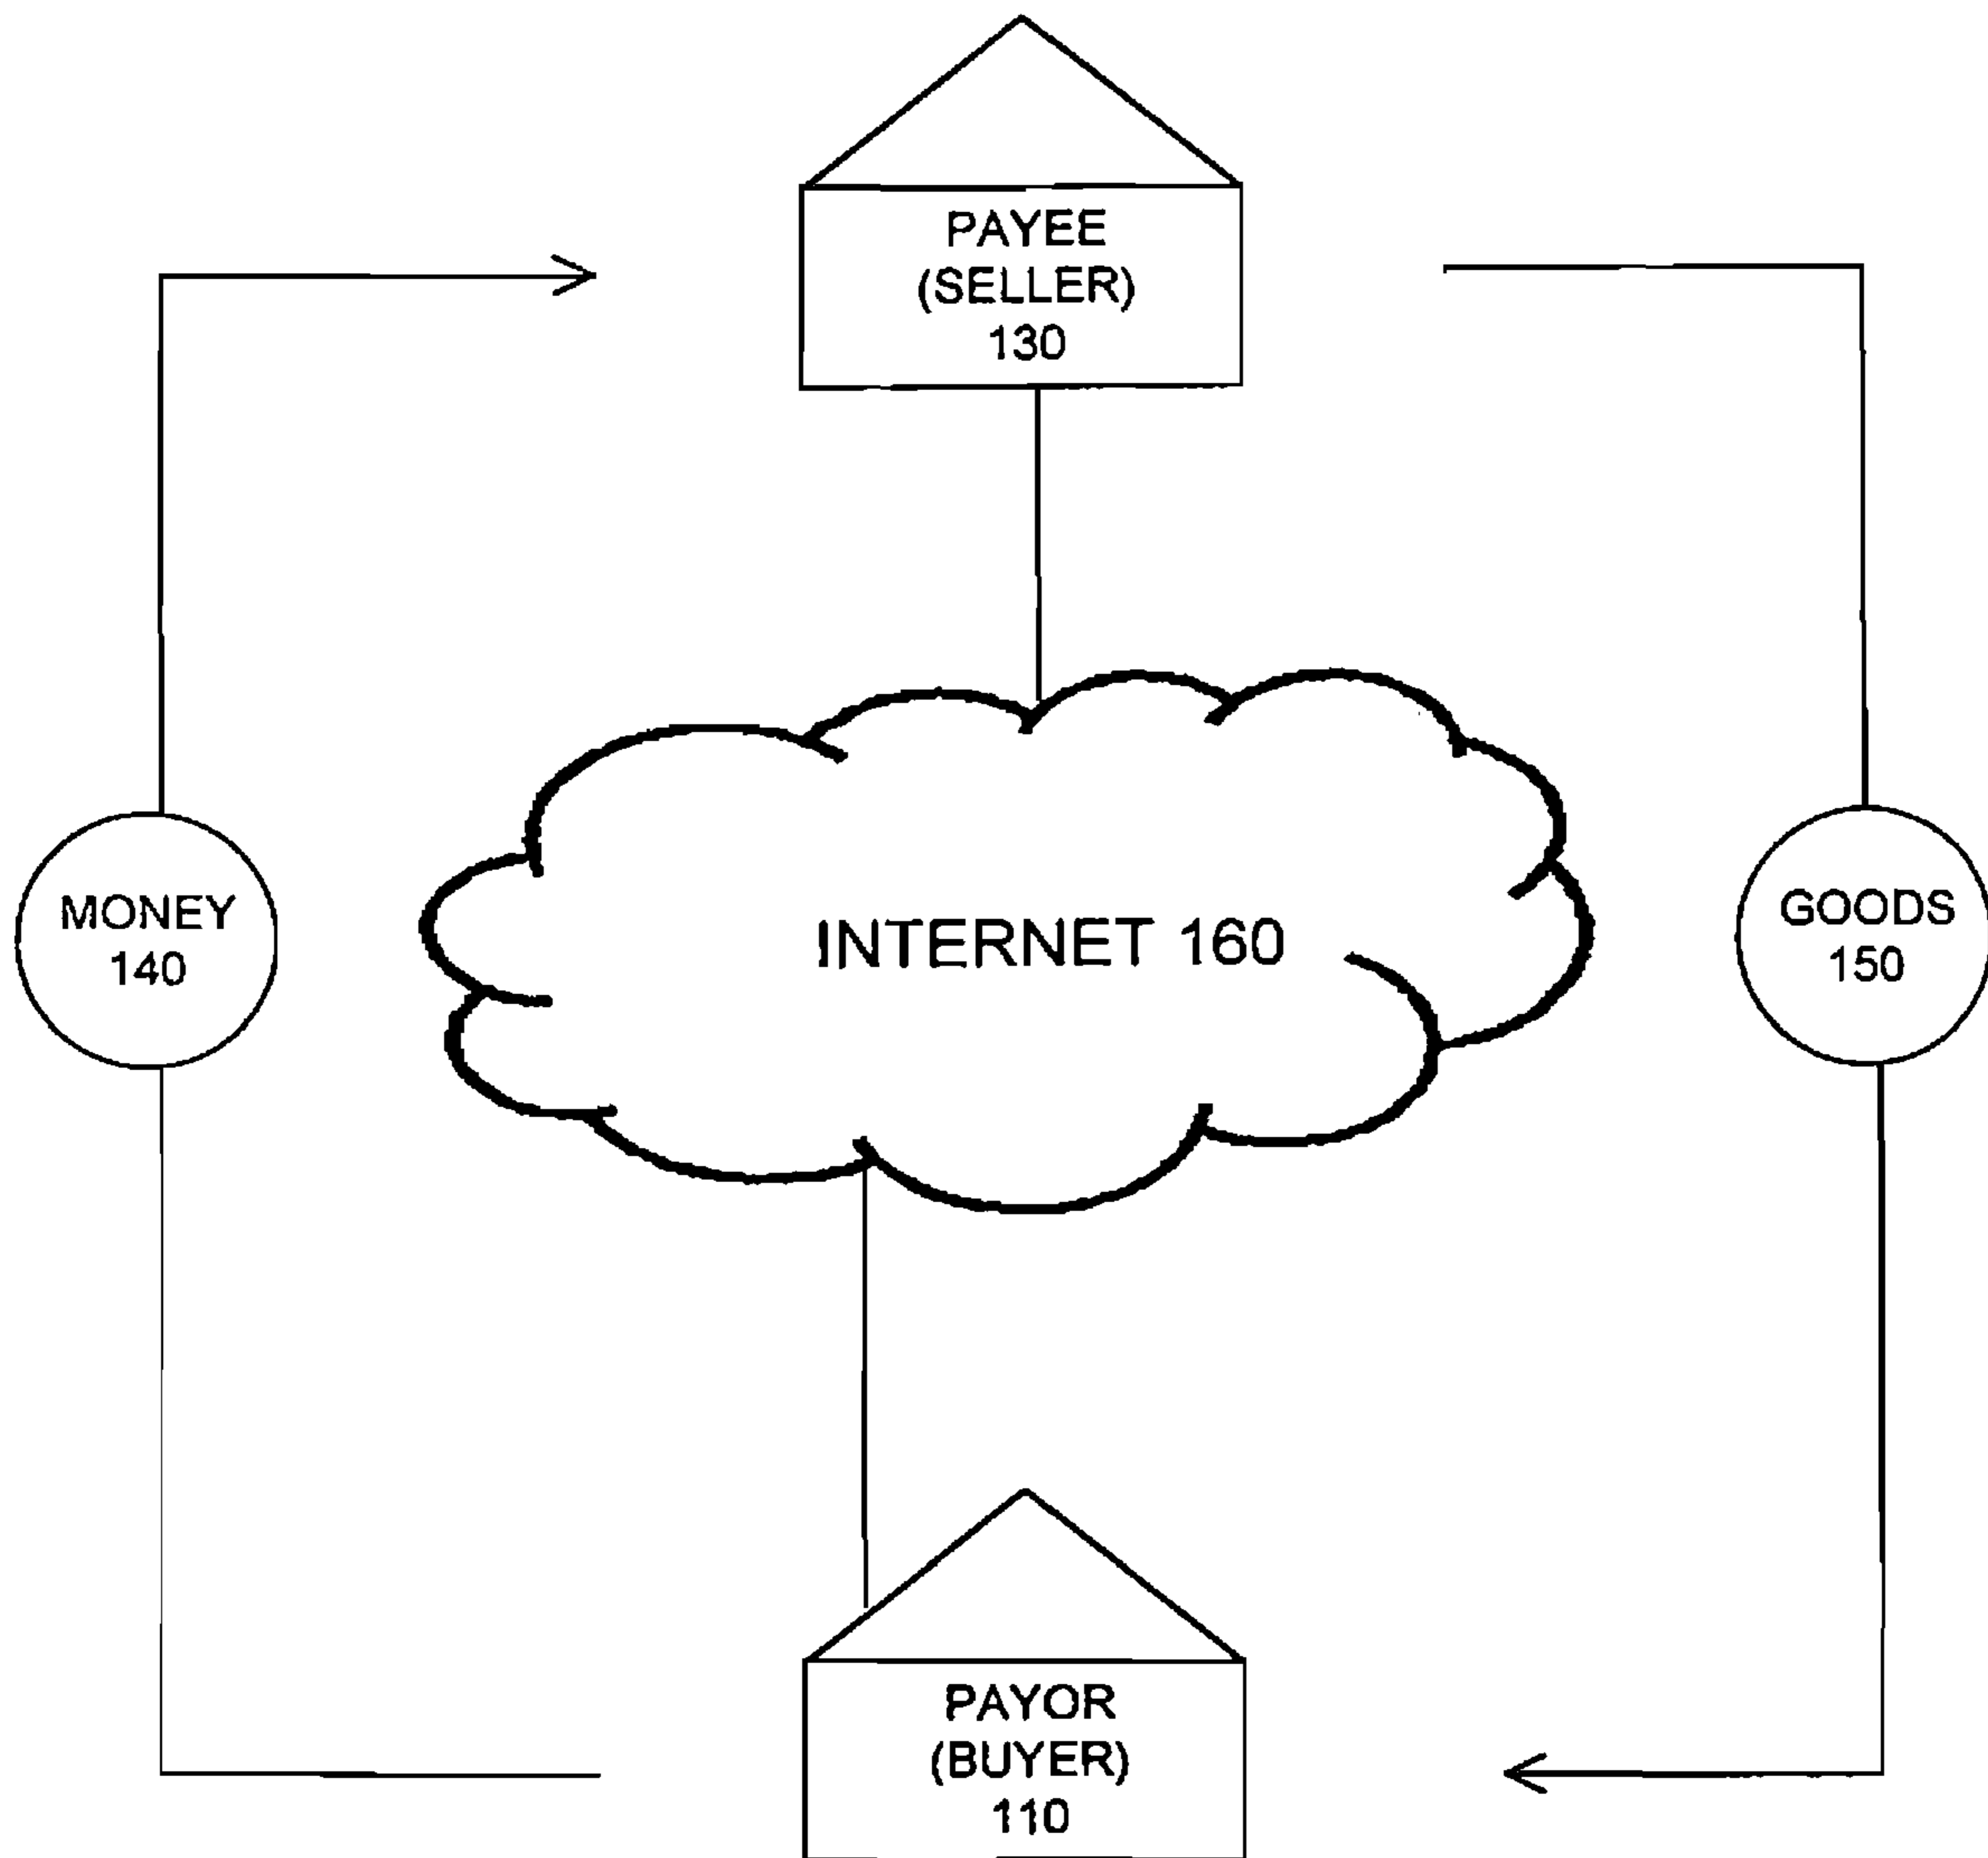 PAYEE
(SELLER)
130
MONEY
140
INTERNET 160
GOODS
150
PAYOR
(BUYER)
110